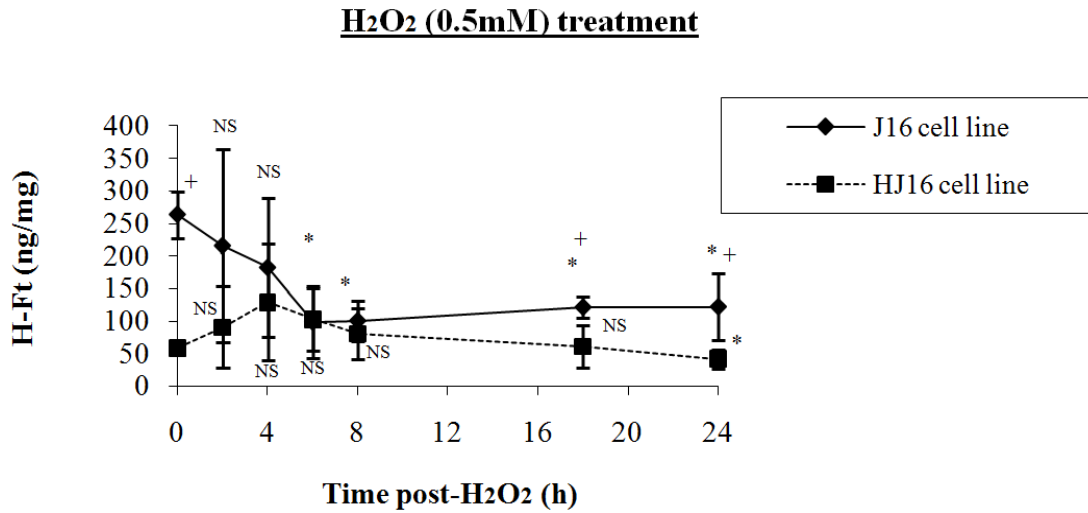 H2O2 (0.5mM) treatment
J16 cell line
HJ16 cell line
H-Ft (ng/mg)
400
350
300
250
200
150
100
50
0
NS
NS
+
*
*
+
*
* +
NS
NS
*
NS
NS
NS
0 4 8 12 16 20 24
Time post-H2O2 (h)